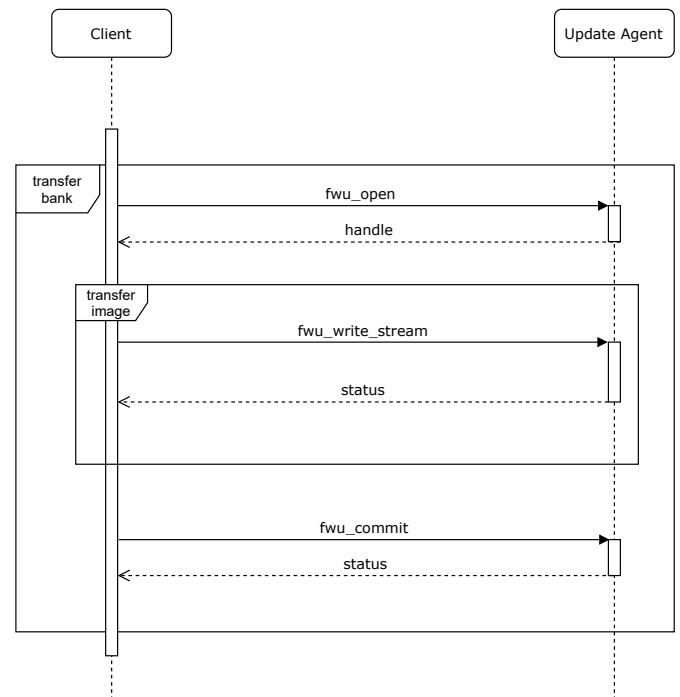 Client
Update Agent
transfer
bank
fwu_open
handle
transfer
image
fwu_write_stream
status
fwu_commit
status